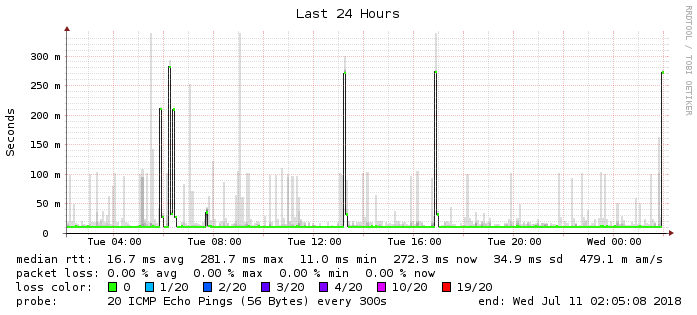 Last 24 Hours
RRDTOOL / TOBI OETIKER
Seconds
300 m
250 m
200 m
150 m
100 m
50 m
0
Tue 04:00 Tue 08:00 Tue 12:00 Tue 16:00 Tue 20:00 Wed 00:00
median rtt: 16.7 ms avg 281.7 ms max 11.0 ms min 272.3 ms now 34.9 ms sd 479.1 m am/s
packet loss: 0.00 % avg 0.00 % max 0.00 % min 0.00 % now
loss color: 0 1/20 2/20 3/20 4/20 10/20 19/20
probe: 20 ICMP Echo Pings (56 Bytes) every 300s end: Wed Jul 11 02:05:08 2018